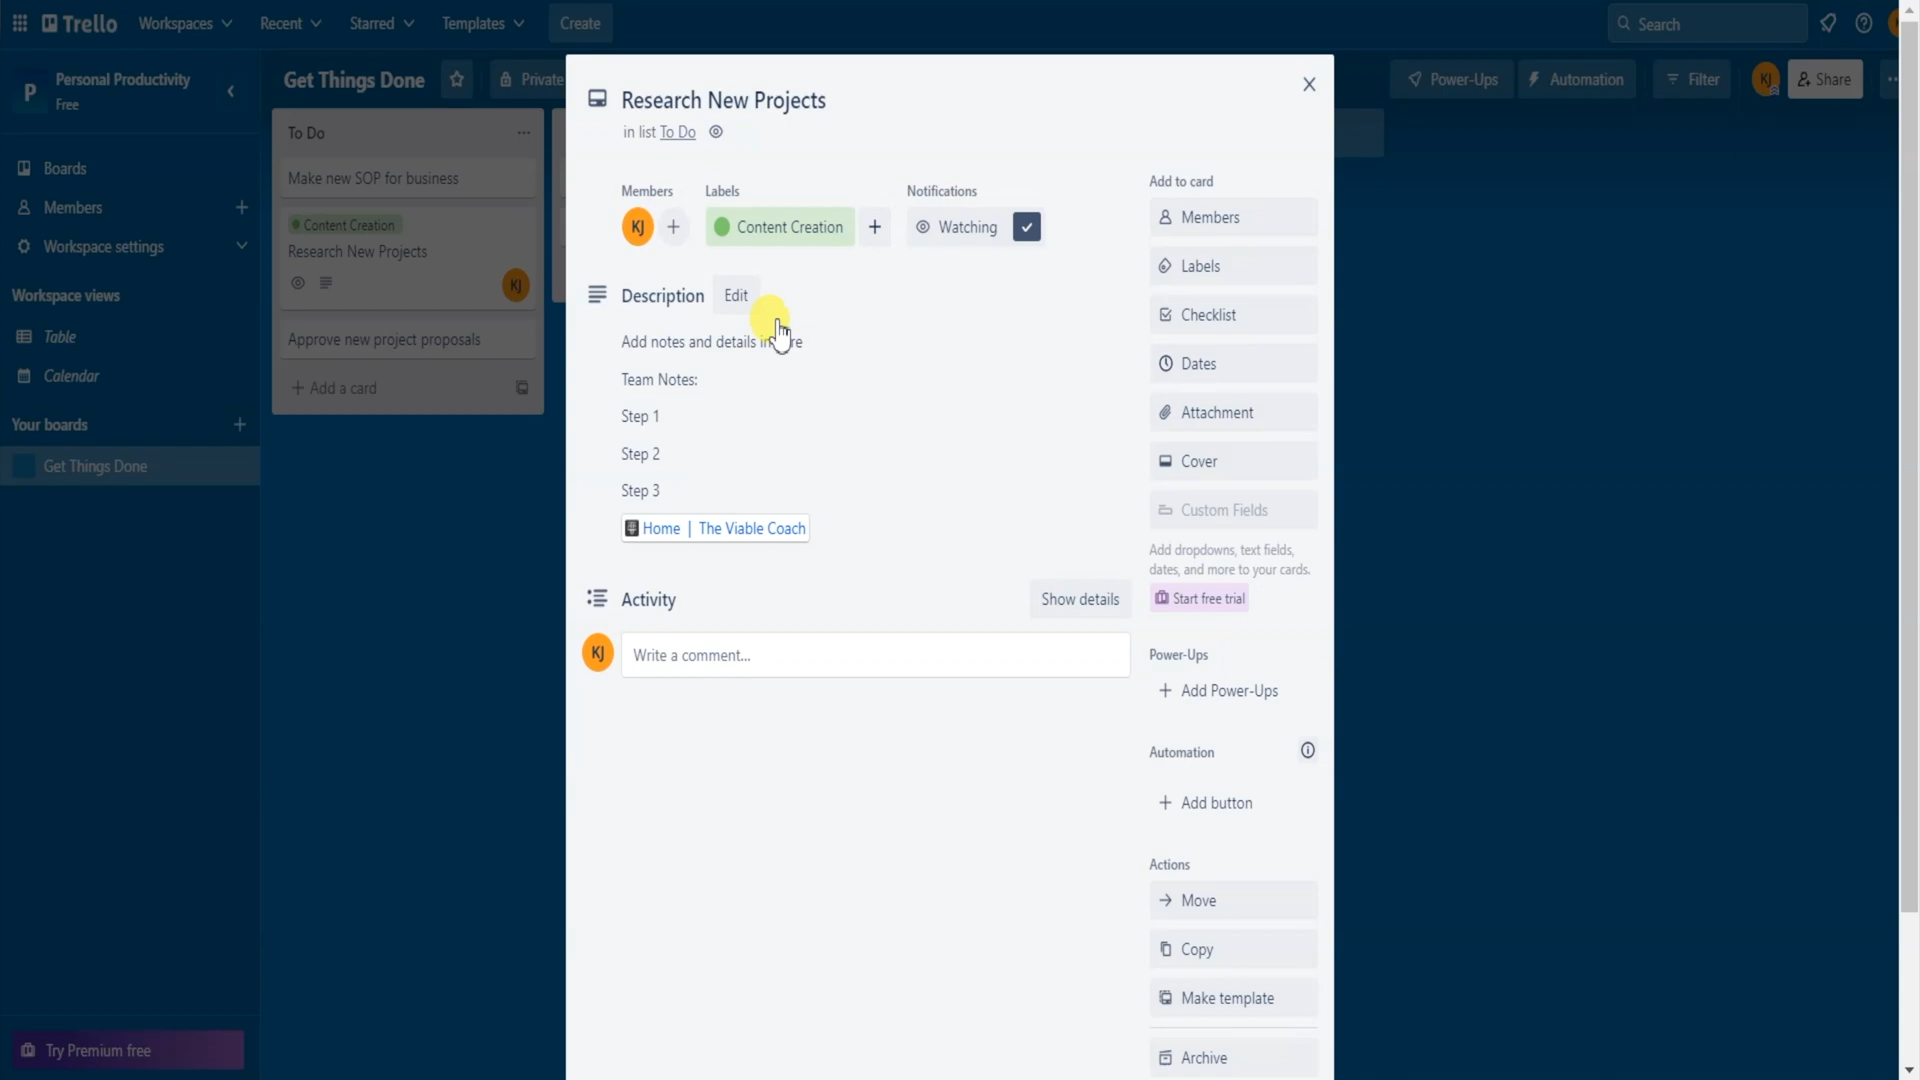 Trello
Workspaces
Recent
Starred
Templates
Create
Search
P
Personal Productivity
Free
Boards
Members
Workspace settings
Workspace views
Table
Calendar
Your boards
Get Things Done
Try Premium free
Get Things Done
Private
Power-Ups
Automation
Filter
KJ
Share
To Do
Make new SOP for business
Content Creation
Research New Projects
KJ
Approve new project proposals
Add a card
Research New Projects
in list To Do
Members
Labels
Notifications
KJ
Content Creation
Watching
Description
Edit
Add notes and details
Team Notes:
Step 1
Step 2
Step 3
Home | The Viable Coach
Activity
Show details
KJ
Write a comment...
Add to card
Members
Labels
Checklist
Dates
Attachment
Cover
Custom Fields
Add dropdowns, text fields,
dates, and more to your cards.
Start free trial
Power-Ups
Add Power-Ups
Automation
Add button
Actions
Move
Copy
Make template
Archive